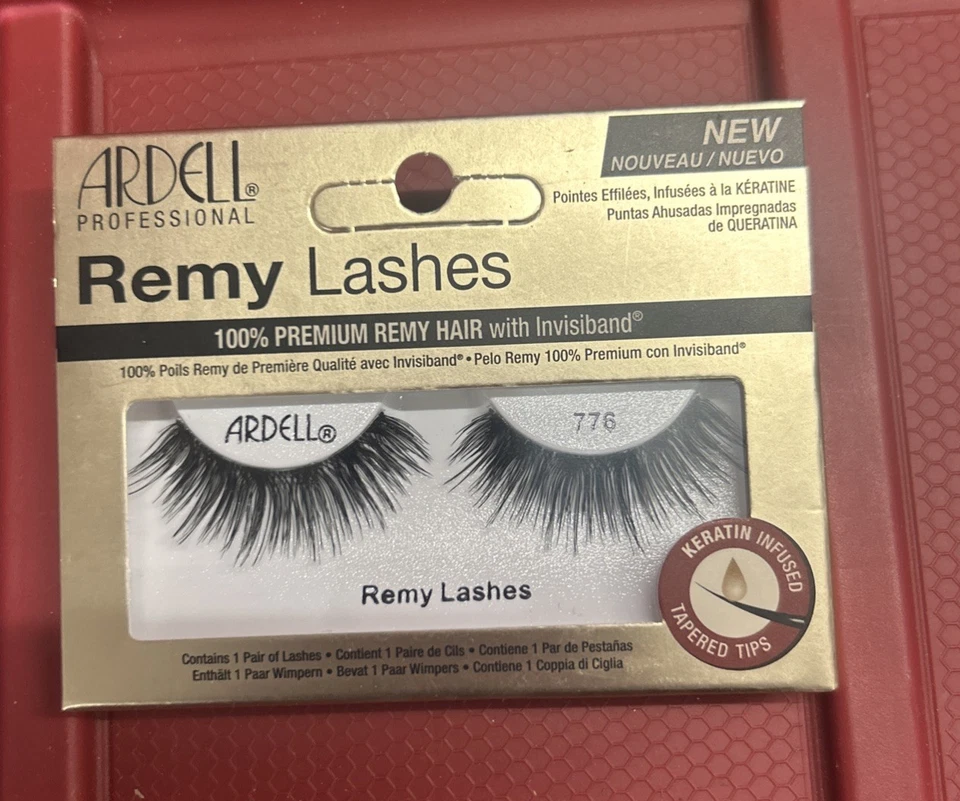 ARDELL®
PROFESSIONAL
NEW
NOUVEAU / NUEVO
Pointes Effilées, Infusées à la KÉRATINE
Puntas Ahusadas Impregnadas
de QUERATINA
Remy Lashes
100% PREMIUM REMY HAIR with Invisiband®
100% Poils Remy de Première Qualité avec Invisiband® • Pelo Remy 100% Premium con Invisiband®
ARDELL®
776
Remy Lashes
KERATIN INFUSED
TAPERED TIPS
Contains 1 Pair of Lashes • Contient 1 Paire de Cils • Contiene 1 Par de Pestañas
Enthält 1 Paar Wimpern • Bevat 1 Paar Wimpers • Contiene 1 Coppia di Ciglia